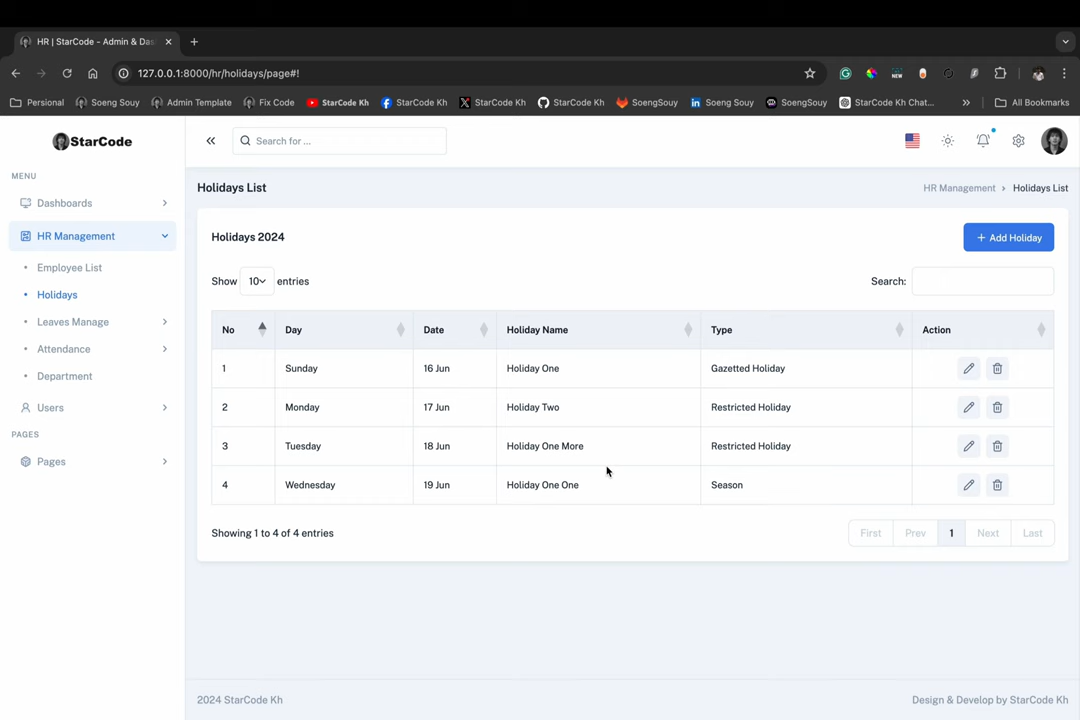 HR | StarCode - Admin & Das
127.0.0.1:8000/hr/holidays/page#!
Personal Soeng Souy Admin Template Fix Code StarCode Kh StarCode Kh StarCode Kh StarCode Kh SoengSouy Soeng Souy SoengSouy StarCode Kh Chat... All Bookmarks
StarCode
Search for ...
MENU
Dashboards
HR Management
Employee List
Holidays
Leaves Manage
Attendance
Department
Users
PAGES
Pages
Holidays List
HR Management Holidays List
Holidays 2024
+ Add Holiday
Show 10 entries
Search:
No Day Date Holiday Name Type Action
1 Sunday 16 Jun Holiday One Gazetted Holiday
2 Monday 17 Jun Holiday Two Restricted Holiday
3 Tuesday 18 Jun Holiday One More Restricted Holiday
4 Wednesday 19 Jun Holiday One One Season
Showing 1 to 4 of 4 entries
First Prev 1 Next Last
2024 StarCode Kh
Design & Develop by StarCode Kh